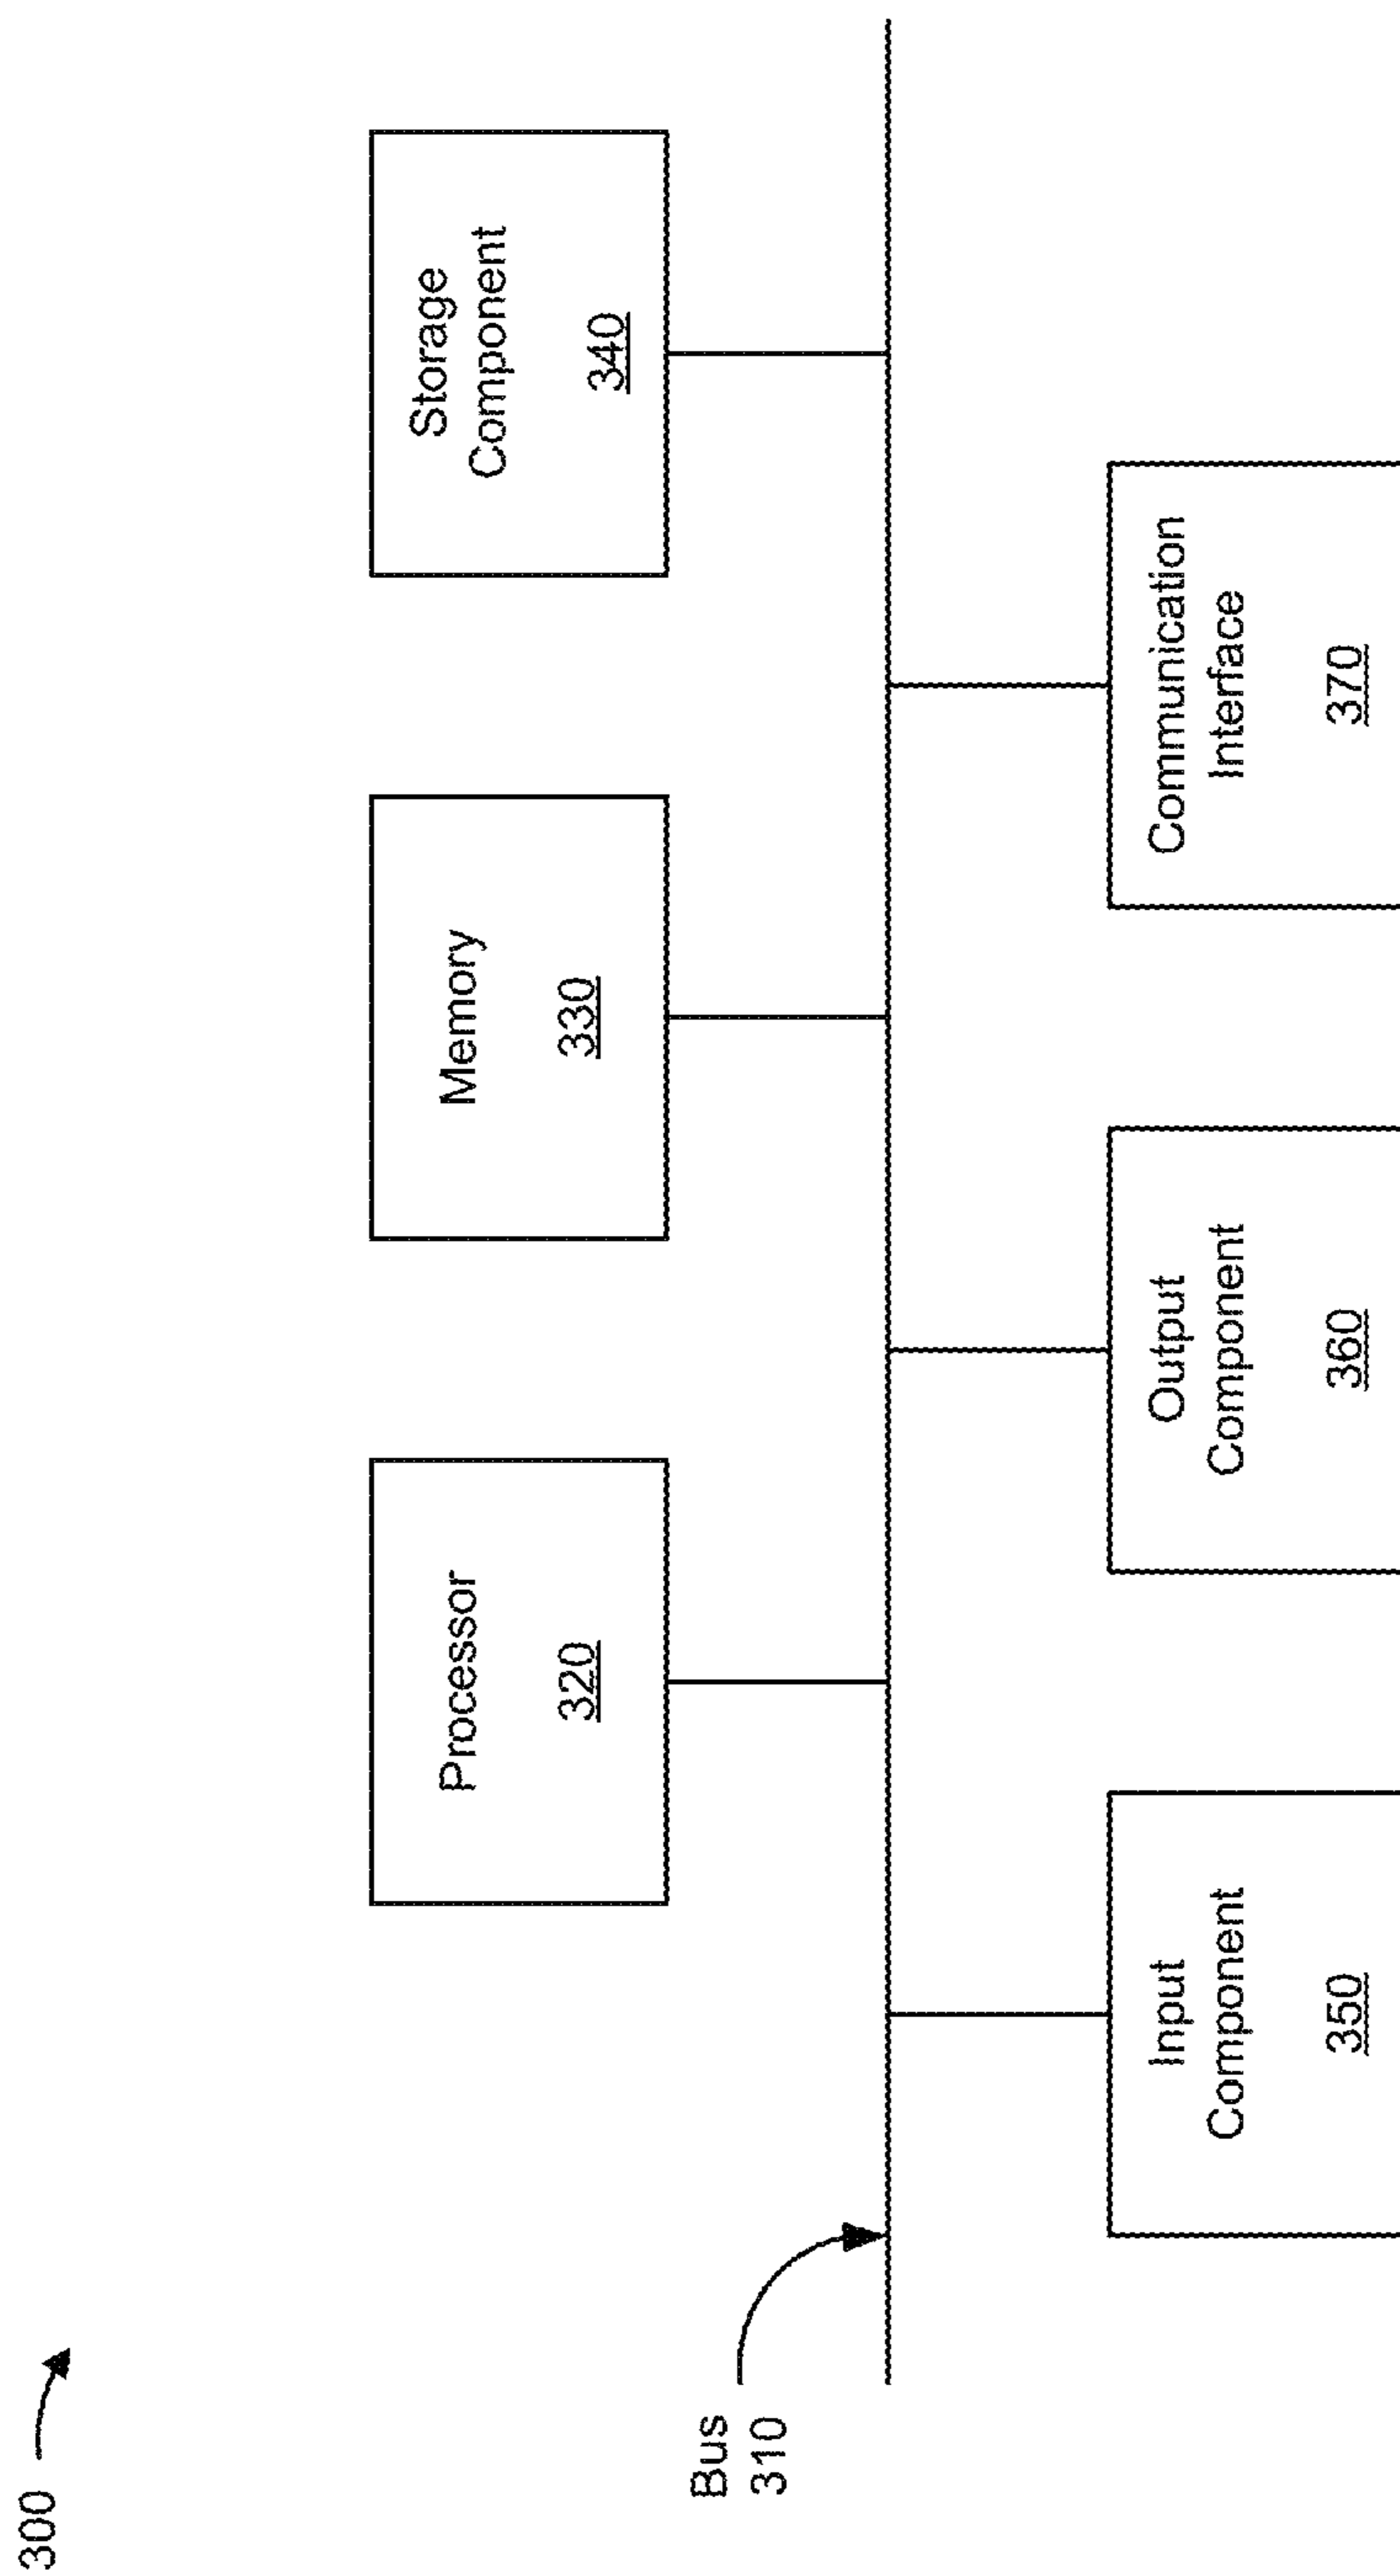 300
Processor
320
Memory
330
Storage
Component
340
Bus
310
Input
Component
350
Output
Component
360
Communication
Interface
370